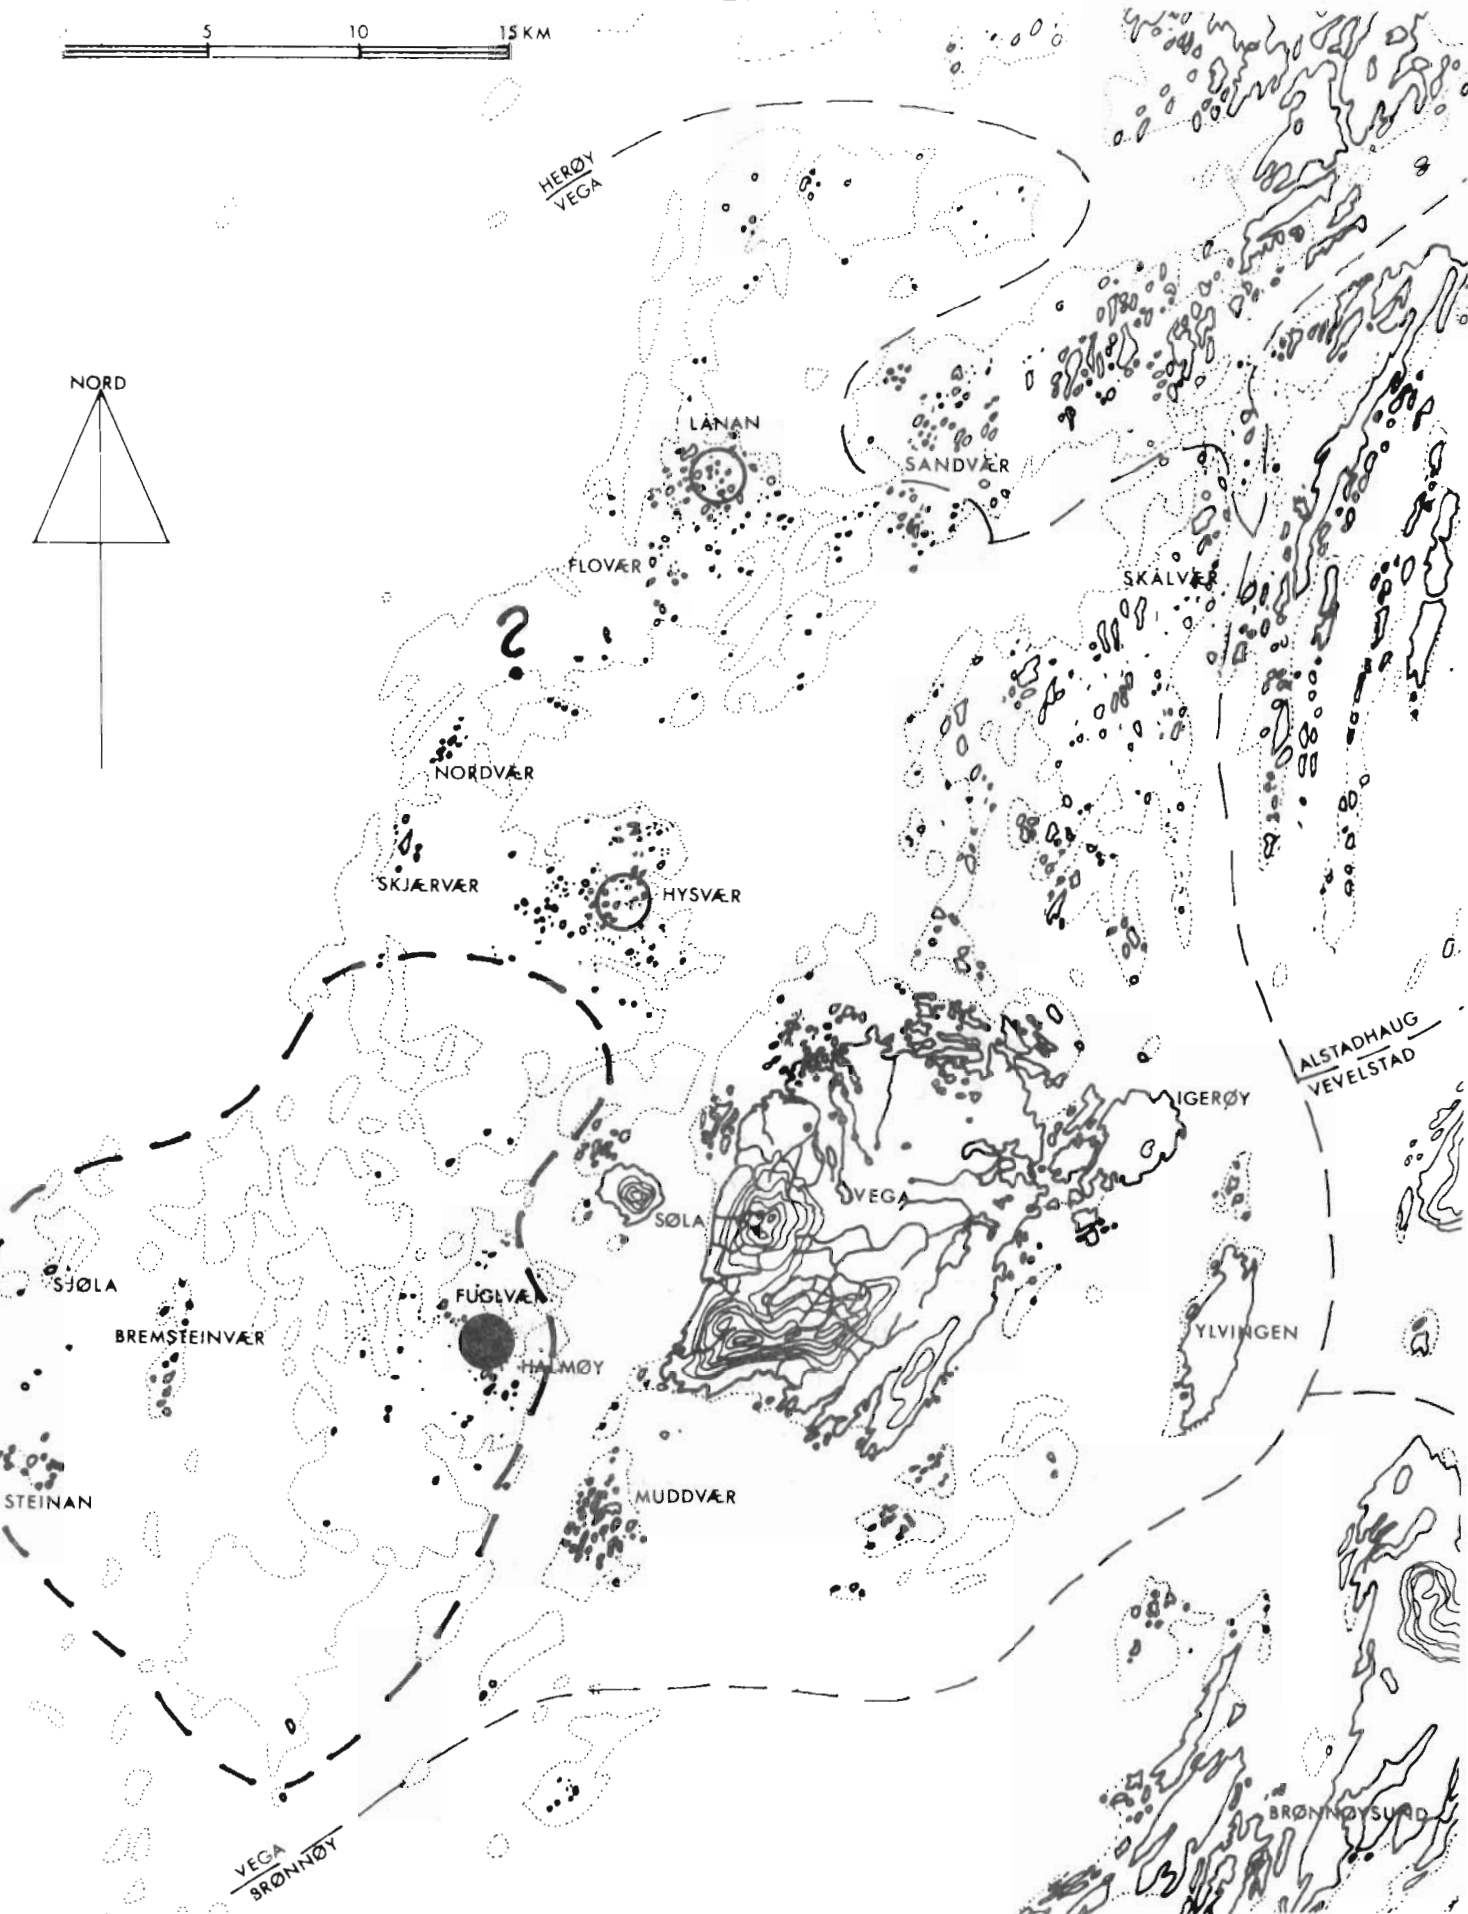 5 10 15 KM
HERØY
VEGA
NORD
LÅNAN
SANDVÆR
FLOVÆR
SKÅLVÆR
?
NORDVÆR
SKJÆRVÆR
HYSVÆR
ALSTADHAUG
VEVELSTAD
IGERØY
VEGA
SØLA
SJØLA
FUGLVÆR
BREMSTEINVÆR
YLVINGEN
HALMØY
MUDDVÆR
STEINAN
BRØNNØYSUND
VEGA
BRØNNØY